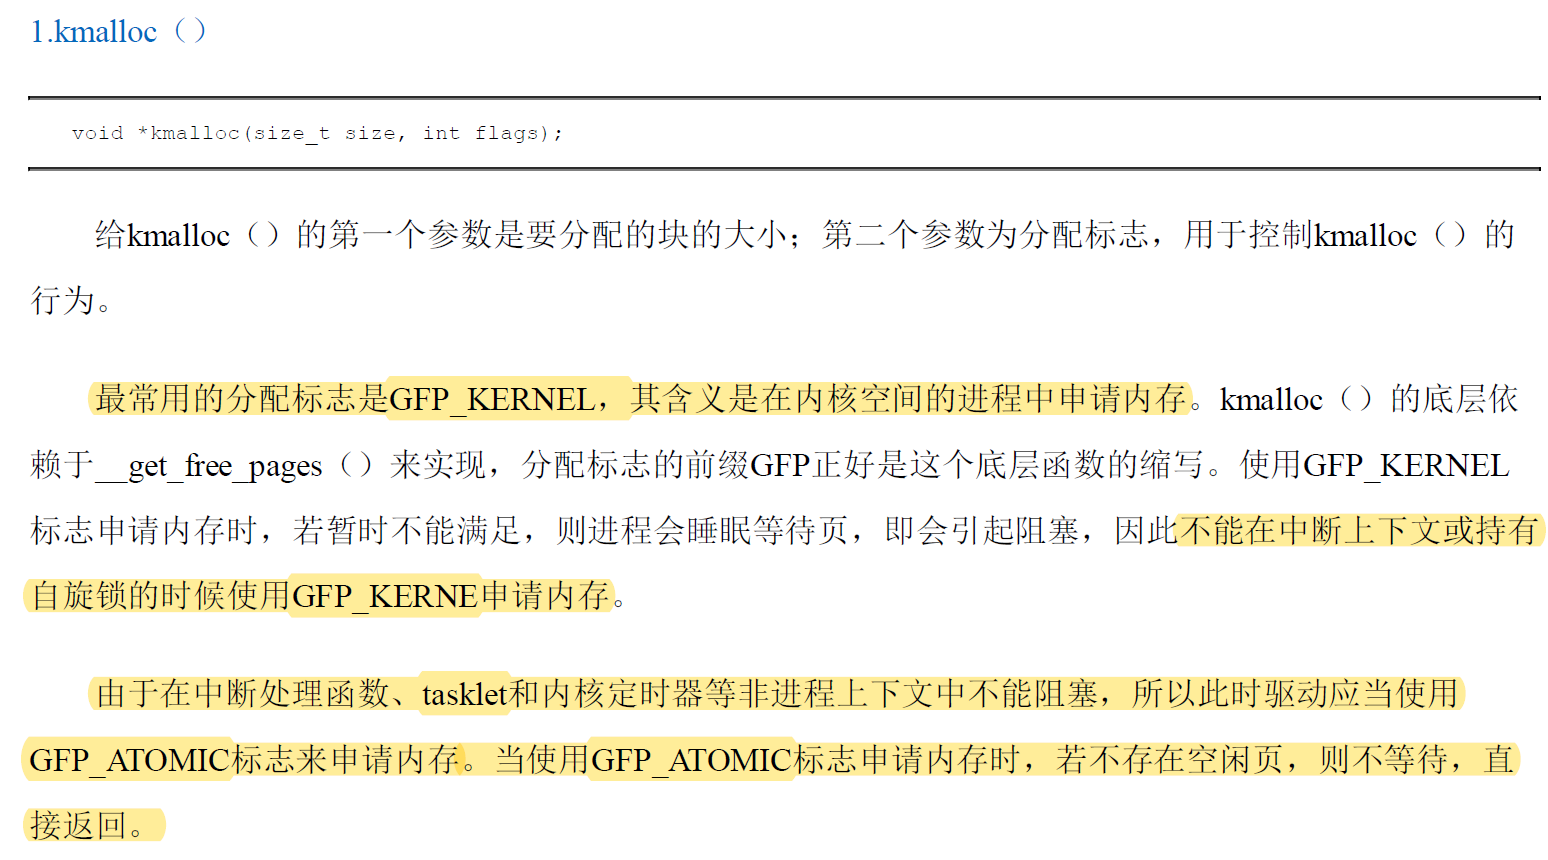 1.kmalloc（）
void *kmalloc(size_t size, int flags);
给kmalloc（）的第一个参数是要分配的块的大小；第二个参数为分配标志，用于控制kmalloc（）的
行为。
最常用的分配标志是GFP_KERNEL，其含义是在内核空间的进程中申请内存。kmalloc（）的底层依
赖于__get_free_pages（）来实现，分配标志的前缀GFP正好是这个底层函数的缩写。使用GFP_KERNEL
标志申请内存时，若暂时不能满足，则进程会睡眠等待页，即会引起阻塞，因此不能在中断上下文或持有
自旋锁的时候使用GFP_KERNE申请内存。
由于在中断处理函数、tasklet和内核定时器等非进程上下文中不能阻塞，所以此时驱动应当使用
GFP_ATOMIC标志来申请内存。当使用GFP_ATOMIC标志申请内存时，若不存在空闲页，则不等待，直
接返回。